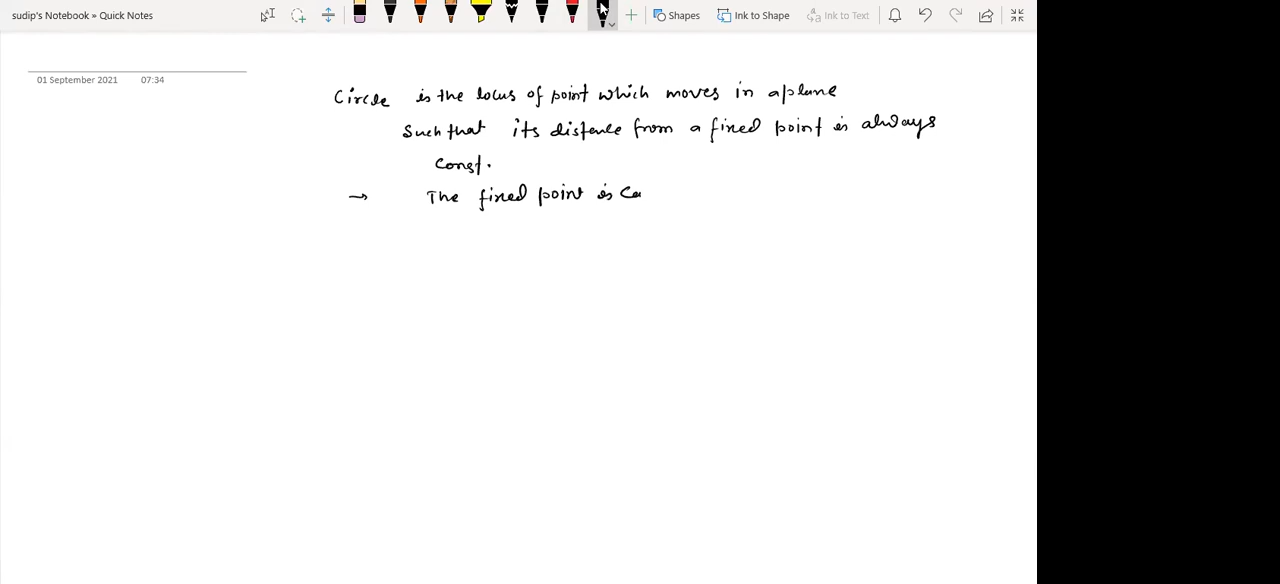 sudip's Notebook » Quick Notes
Shapes
Ink to Shape
Ink to Text
01 September 2021 07:34
Circle is the locus of point which moves in a plane
Such that its distence from a fixed point is always
Const.
→ The fixed point is Ca